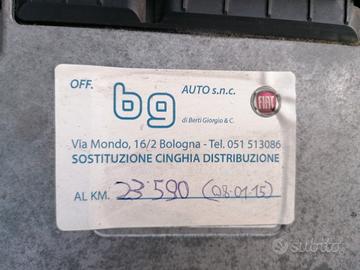 OFF. bg AUTO s.n.c.
FIAT
di Berti Giorgio & C.
Via Mondo, 16/2 Bologna - Tel. 051 513086
SOSTITUZIONE CINGHIA DISTRIBUZIONE
AL KM. 23.590 (08.01.15)
subito